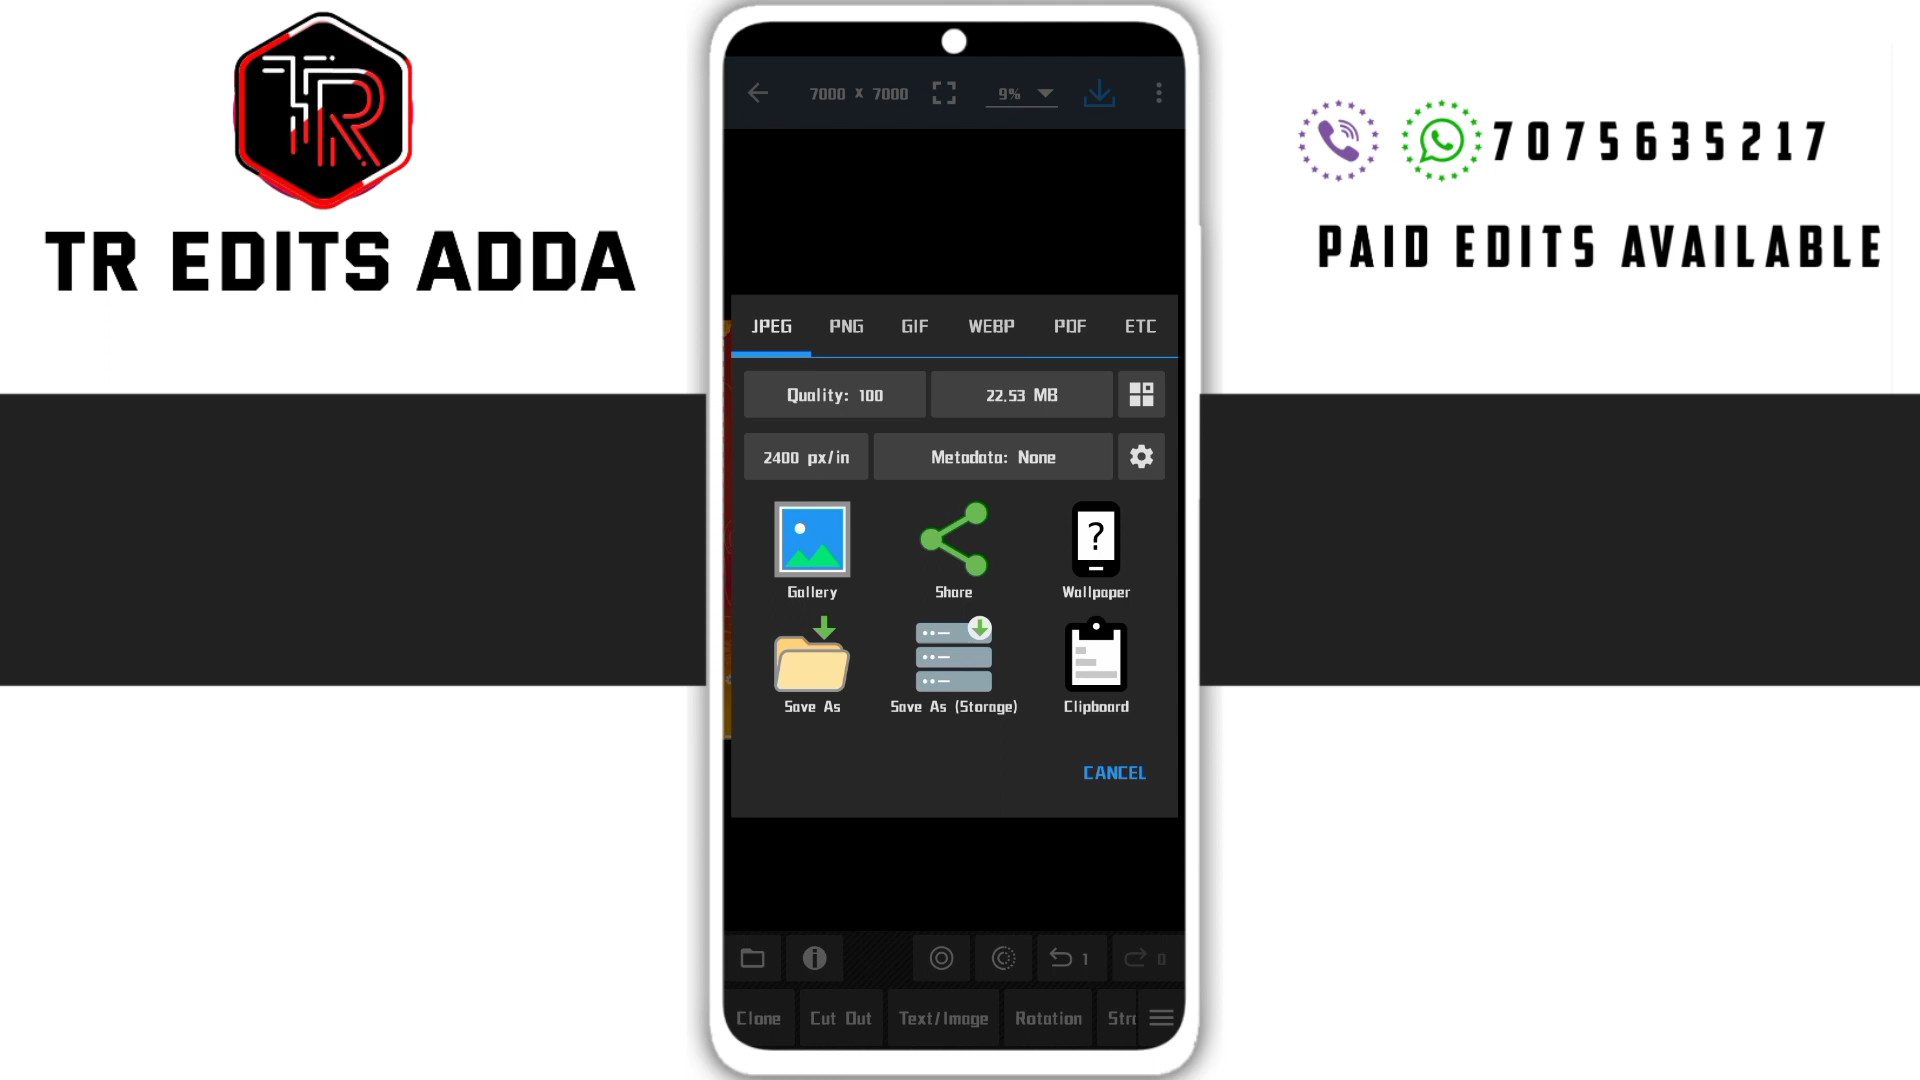 TR
TR EDITS ADDA
7075635217
PAID EDITS AVAILABLE
7000 x 7000
9%
JPEG PNG GIF WEBP PDF ETC
Quality: 100 22.53 MB
2400 px/in Metadata: None
?
Gallery Share Wallpaper
Save As Save As (Storage) Clipboard
CANCEL
1 0
Clone Cut Out Text/Image Rotation Str